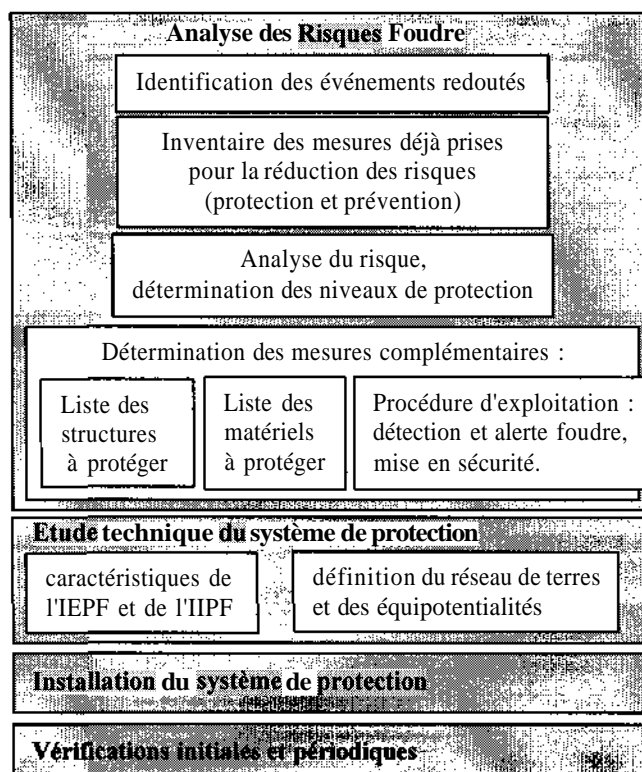 Analyse des Risques Foudre
Identification des événements redoutés
Inventaire des mesures déjà prises
pour la réduction des risques
(protection et prévention)
Analyse du risque,
détermination des niveaux de protection
Détermination des mesures complémentaires :
Liste des
structures
à protéger
Liste des
matériels
à protéger
Procédure d'exploitation :
détection et alerte foudre,
mise en sécurité.
Etude technique du système de protection
caractéristiques de
l'IEPF et de l'IIPF
définition du réseau de terres
et des équipotentialités
Installation du système de protection
Vérifications initiales et périodiques